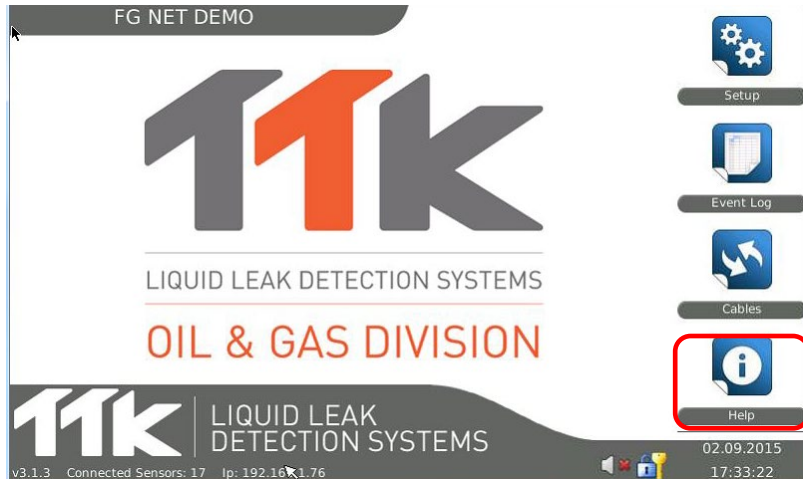 FG NET DEMO
TTK
LIQUID LEAK DETECTION SYSTEMS
OIL & GAS DIVISION
Setup
Event Log
Cables
Help
TTK
LIQUID LEAK
DETECTION SYSTEMS
v3.1.3 Connected Sensors: 17 Ip:
02.09.2015
17:33:22